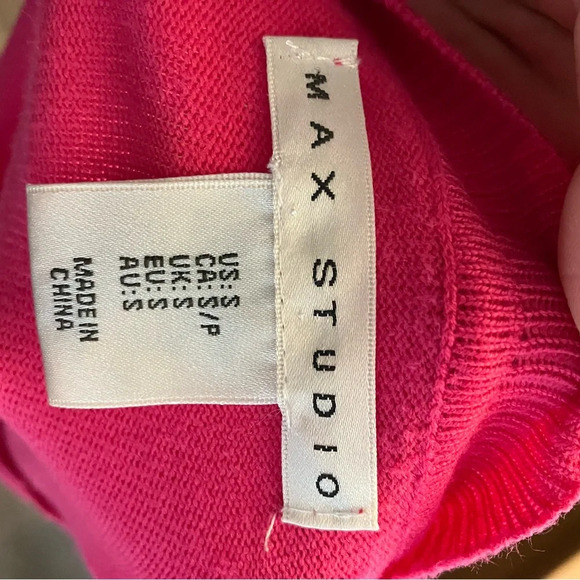 MAX STUDIO
US:S
CA:S/P
UK:S
EU:S
AU:S
MADE IN
CHINA